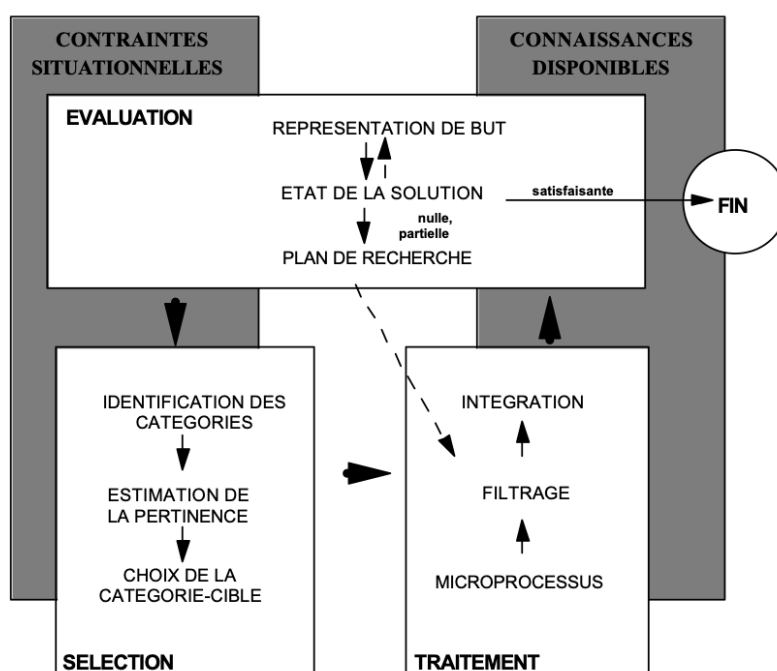 CONTRAINTES
SITUATIONNELLES
CONNAISSANCES
DISPONIBLES
EVALUATION
REPRESENTATION DE BUT
ETAT DE LA SOLUTION
satisfaisante
FIN
nulle,
partielle
PLAN DE RECHERCHE
IDENTIFICATION DES
CATEGORIES
ESTIMATION DE
LA PERTINENCE
CHOIX DE LA
CATEGORIE-CIBLE
SELECTION
INTEGRATION
FILTRAGE
MICROPROCESSUS
TRAITEMENT